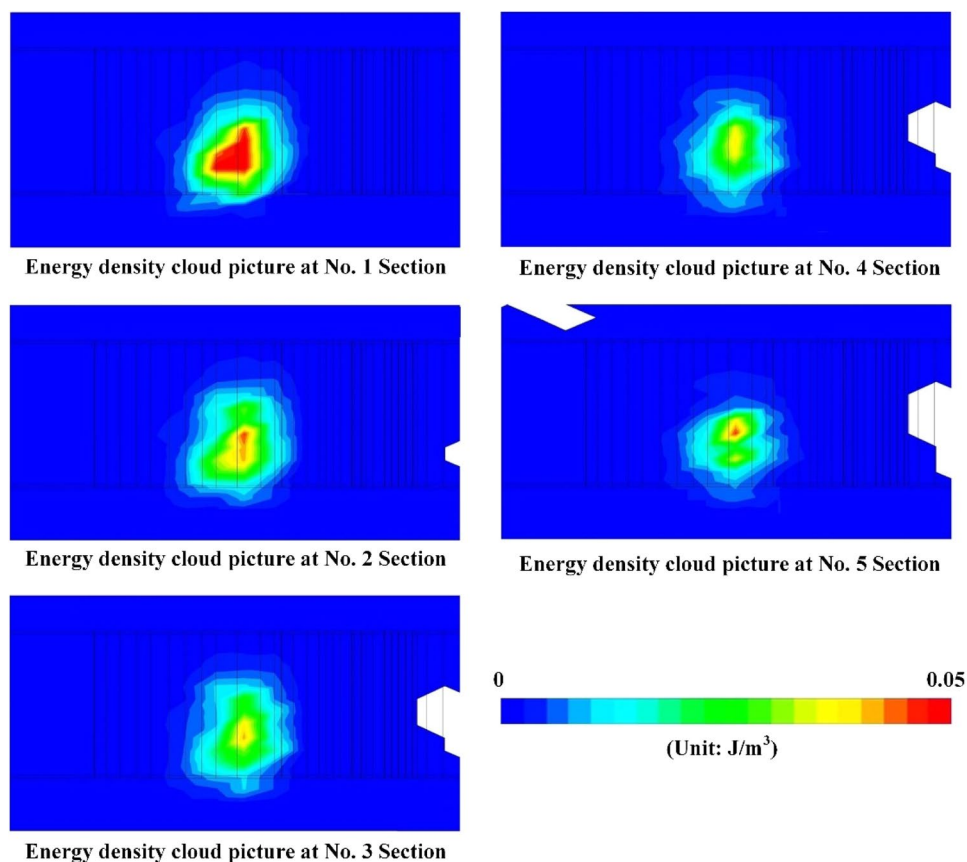 Energy density cloud picture at No. 1 Section
Energy density cloud picture at No. 4 Section
Energy density cloud picture at No. 2 Section
Energy density cloud picture at No. 5 Section
0 0.05
(Unit: J/m³)
Energy density cloud picture at No. 3 Section